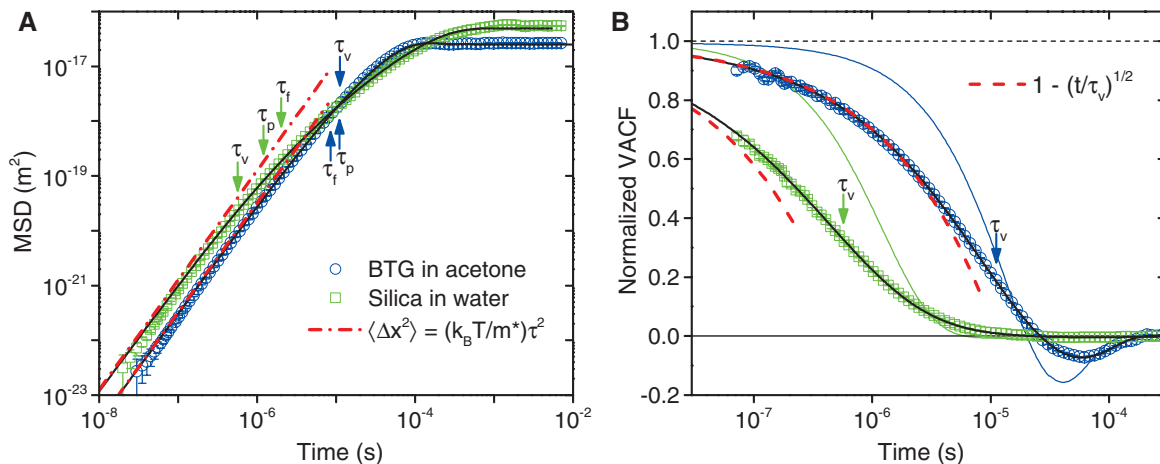 A
B
MSD (m²)
10⁻¹⁷
10⁻¹⁹
10⁻²¹
10⁻²³
τᵥ
τₚ
τ_f
τᵥ
τ_f
τₚ
BTG in acetone
Silica in water
⟨Δx²⟩ = (k_BT/m*)τ²
10⁻⁸
10⁻⁶
10⁻⁴
10⁻²
Time (s)
Normalized VACF
1.0
0.8
0.6
0.4
0.2
0.0
-0.2
1 - (t/τᵥ)^1/2
τᵥ
τᵥ
10⁻⁷
10⁻⁶
10⁻⁵
10⁻⁴
Time (s)